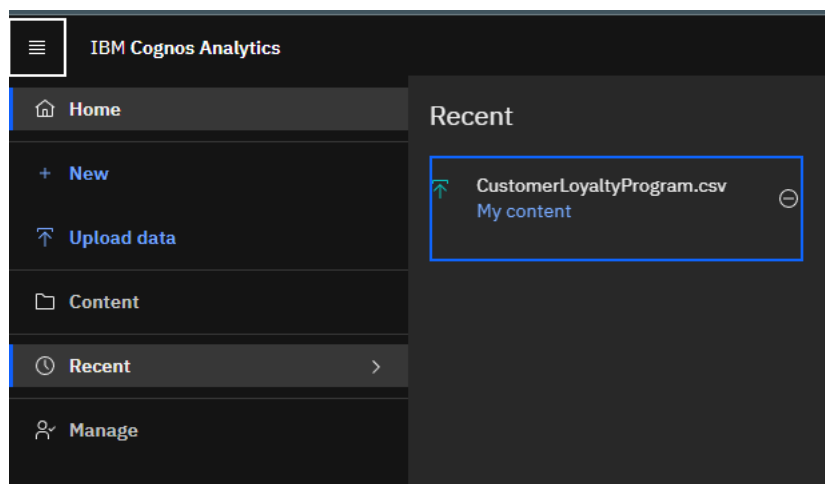 IBM Cognos Analytics
Home
New
Upload data
Content
Recent
Manage
Recent
CustomerLoyaltyProgram.csv
My content